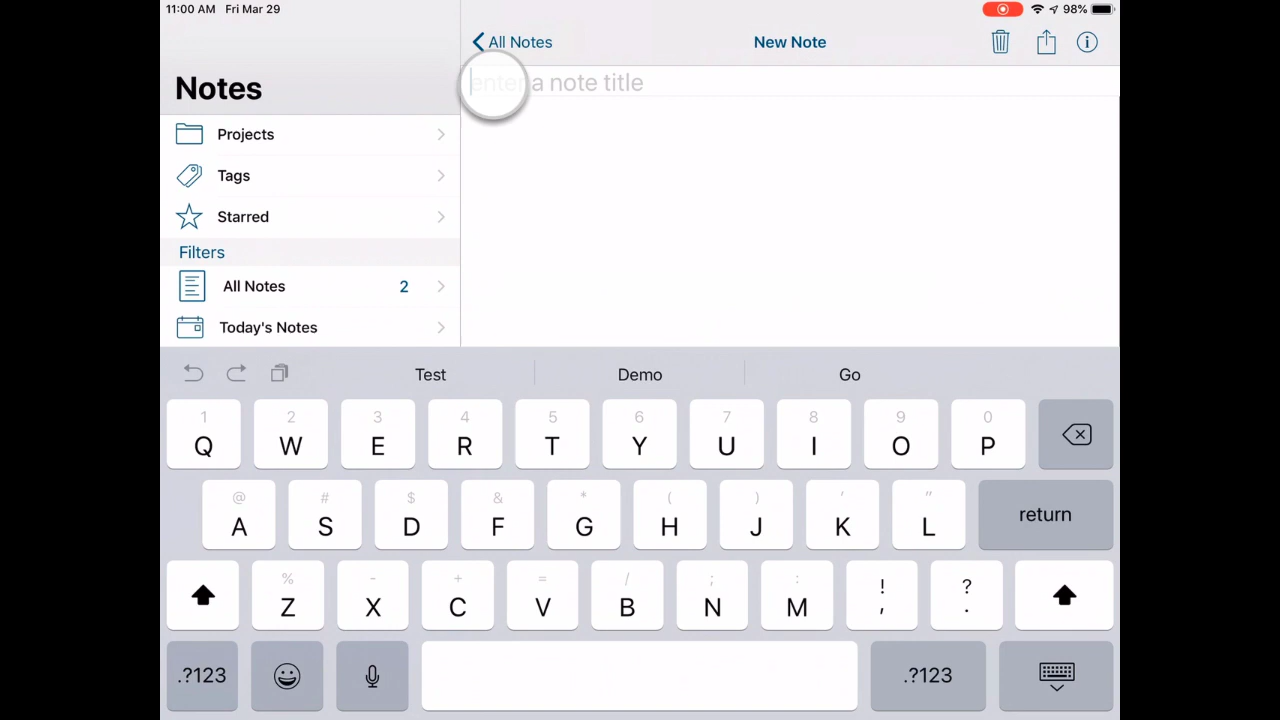 11:00 AM Fri Mar 29
98%
Notes
Projects
Tags
Starred
Filters
All Notes 2
Today's Notes
All Notes
New Note
enter a note title
Test Demo Go
1 2 3 4 5 6 7 8 9 0
Q W E R T Y U I O P
@ # $ & * ( ) ' "
A S D F G H J K L return
% - + = / ; : ! ?
Z X C V B N M , .
.?123 .?123